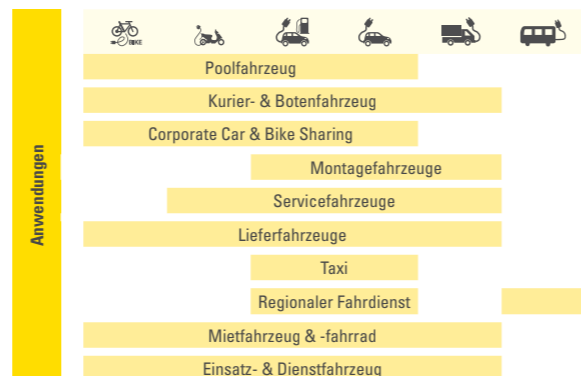 BIKE
Poolfahrzeug
Kurier- & Botenfahrzeug
Corporate Car & Bike Sharing
Montagefahrzeuge
Servicefahrzeuge
Lieferfahrzeuge
Taxi
Regionaler Fahrdienst
Mietfahrzeug & -fahrrad
Einsatz- & Dienstfahrzeug
Anwendungen